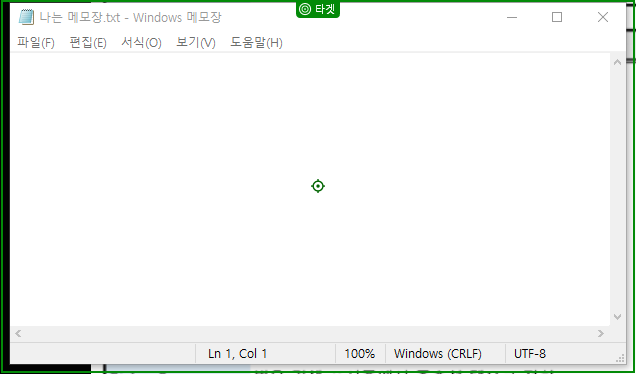 타겟
나는 메모장.txt - Windows 메모장
파일(F) 편집(E) 서식(O) 보기(V) 도움말(H)
Ln 1, Col 1 100% Windows (CRLF) UTF-8